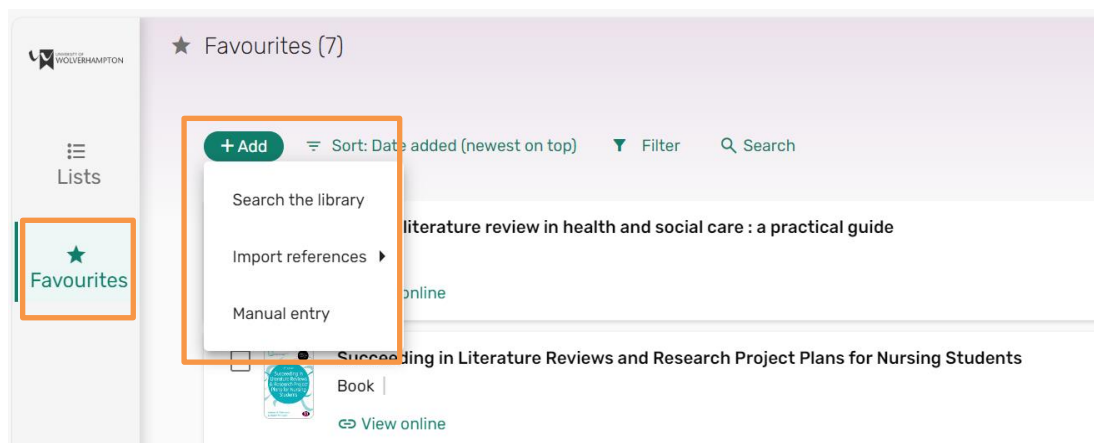 UNIVERSITY OF
WOLVERHAMPTON
Favourites (7)
Lists
Favourites
+ Add
Sort: Date added (newest on top)
Filter
Search
Search the library
Import references
Manual entry
literature review in health and social care : a practical guide
online
Succeeding in Literature Reviews and Research Project Plans for Nursing Students
Book |
View online